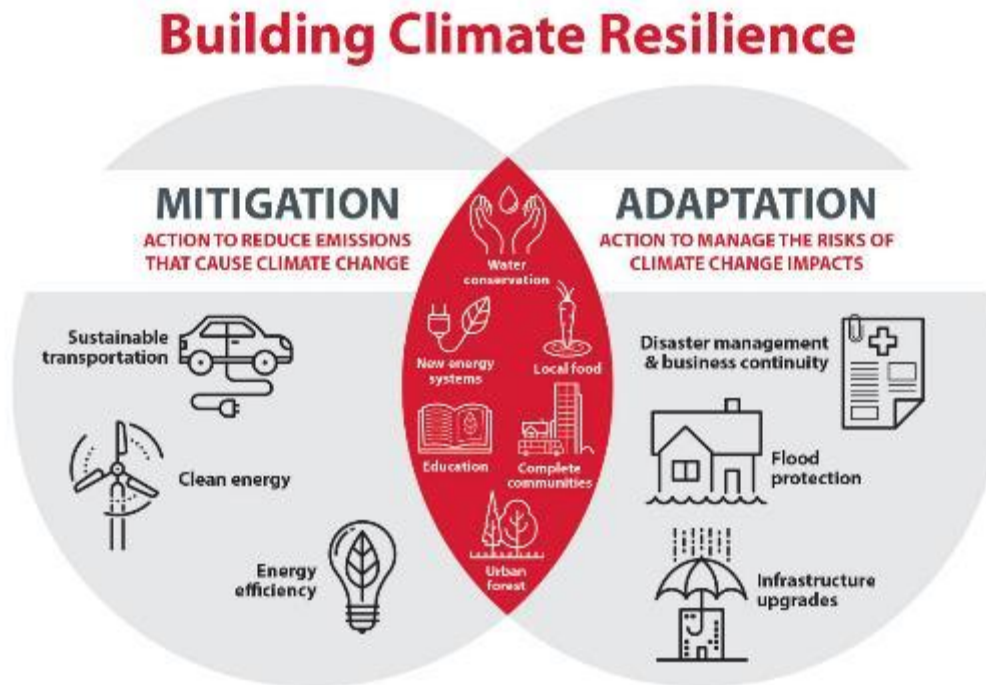 Building Climate Resilience
MITIGATION
ACTION TO REDUCE EMISSIONS
THAT CAUSE CLIMATE CHANGE
Sustainable
transportation
Clean energy
Energy
efficiency
Water
conservation
New energy
systems
Local food
Education
Complete
communities
Urban
forest
ADAPTATION
ACTION TO MANAGE THE RISKS OF
CLIMATE CHANGE IMPACTS
Disaster management
& business continuity
Flood
protection
Infrastructure
upgrades